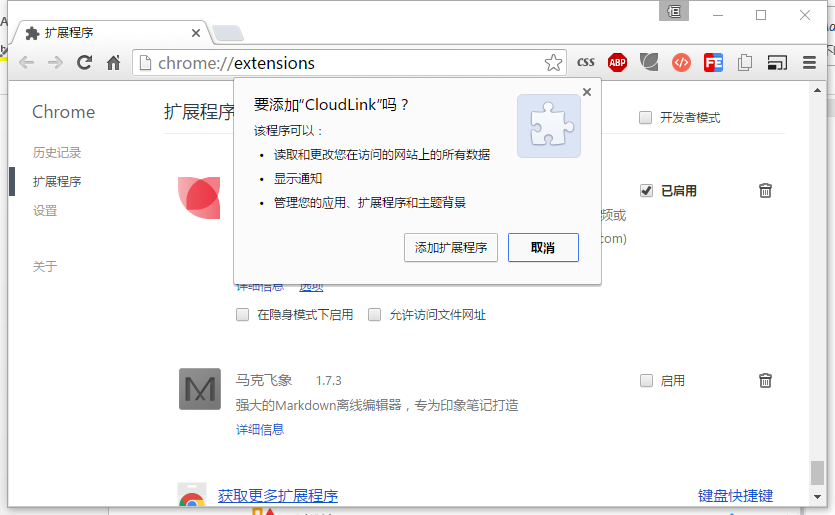 扩展程序
chrome://extensions
css
ABP
FE
Chrome
扩展程序
开发者模式
历史记录
扩展程序
设置
关于
要添加“CloudLink”吗？
该程序可以：
• 读取和更改您在访问的网站上的所有数据
• 显示通知
• 管理您的应用、扩展程序和主题背景
添加扩展程序
取消
已启用
频或
com)
详细信息 选项
在隐身模式下启用 允许访问文件网址
马克飞象 1.7.3
启用
强大的Markdown离线编辑器，专为印象笔记打造
详细信息
获取更多扩展程序
键盘快捷键